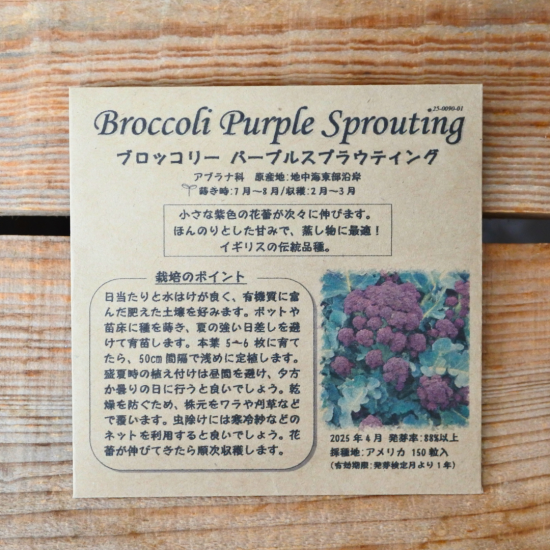 ●25-0090-01
Broccoli Purple Sprouting
ブロッコリー パープルスプラウティング
アブラナ科 原産地:地中海東部沿岸
蒔き時:7月~8月/収穫:2月~3月
小さな紫色の花蕾が次々に伸びます。
ほんのりとした甘みで、蒸し物に最適!
イギリスの伝統品種。
栽培のポイント
日当たりと水はけが良く、有機質に富
んだ肥えた土壌を好みます。ポットや
苗床に種を蒔き、夏の強い日差しを避
けて育苗します。本葉5~6枚に育て
たら、50cm間隔で浅めに定植します。
盛夏時の植え付けは昼間を避け、夕方
か曇りの日に行うと良いでしょう。乾
燥を防ぐため、株元をワラや刈草など
で覆います。虫除けには寒冷紗などの
ネットを利用すると良いでしょう。花
蕾が伸びてきたら順次収穫します。
2025年4月 発芽率:88%以上
採種地:アメリカ 150粒入
(有効期限:発芽検定月より1年)